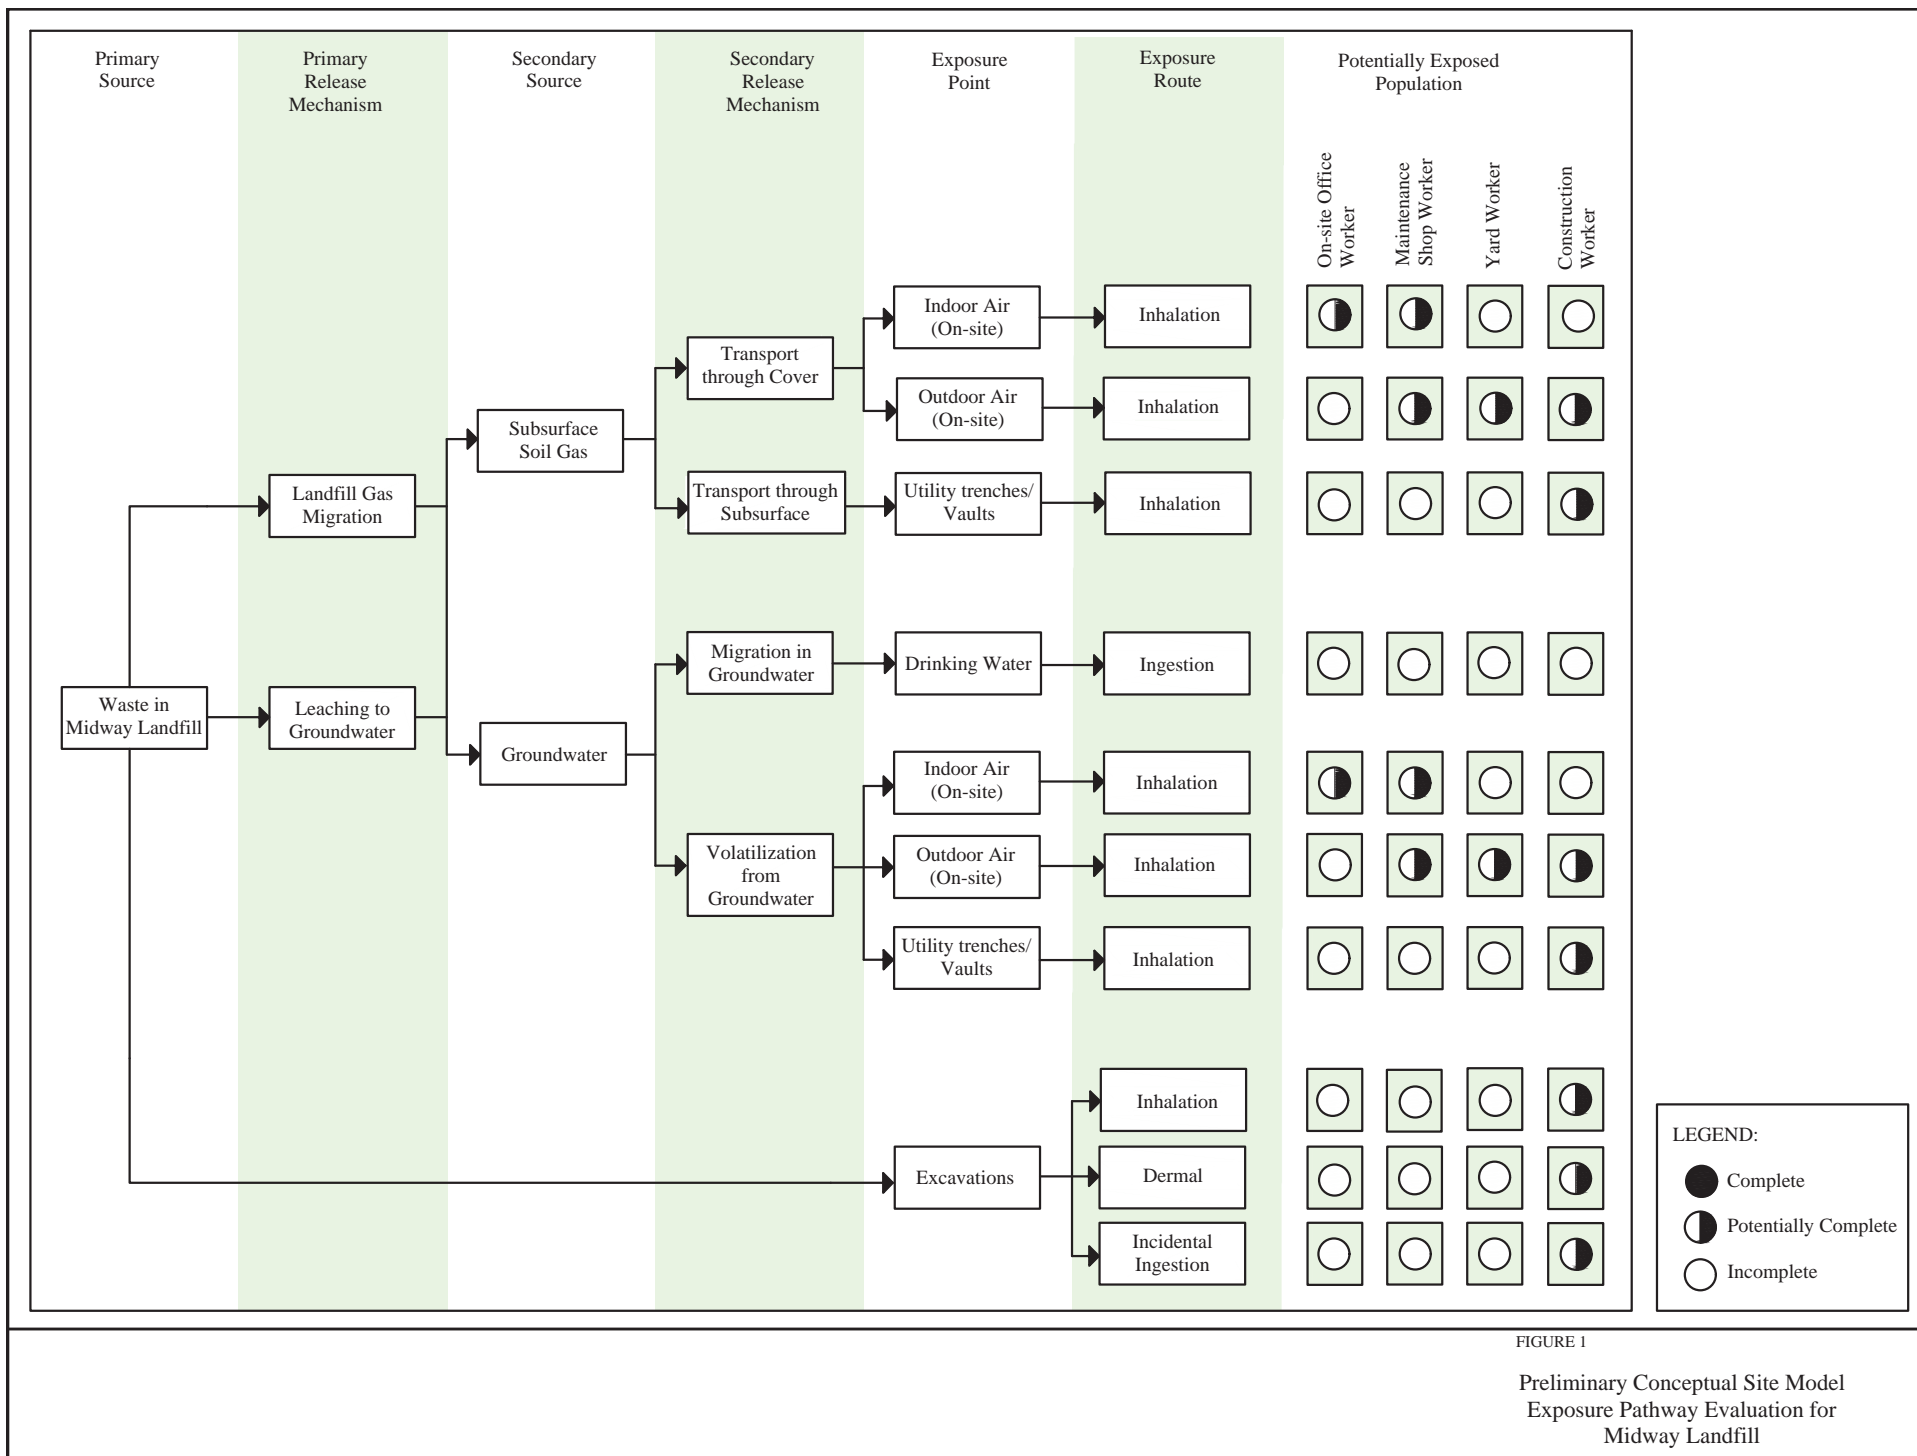 Primary
Source
Primary
Release
Mechanism
Secondary
Source
Secondary
Release
Mechanism
Exposure
Point
Exposure
Route
Potentially Exposed
Population
On-site Office
Worker
Maintenance
Shop Worker
Yard Worker
Construction
Worker
Indoor Air
(On-site)
Inhalation
Transport
through Cover
Outdoor Air
(On-site)
Inhalation
Subsurface
Soil Gas
Landfill Gas
Migration
Transport through
Subsurface
Utility trenches/
Vaults
Inhalation
Migration in
Groundwater
Drinking Water
Ingestion
Waste in
Midway Landfill
Leaching to
Groundwater
Groundwater
Indoor Air
(On-site)
Inhalation
Volatilization
from
Groundwater
Outdoor Air
(On-site)
Inhalation
Utility trenches/
Vaults
Inhalation
Inhalation
Excavations
Dermal
Incidental
Ingestion
LEGEND:
Complete
Potentially Complete
Incomplete
FIGURE 1
Preliminary Conceptual Site Model
Exposure Pathway Evaluation for
Midway Landfill